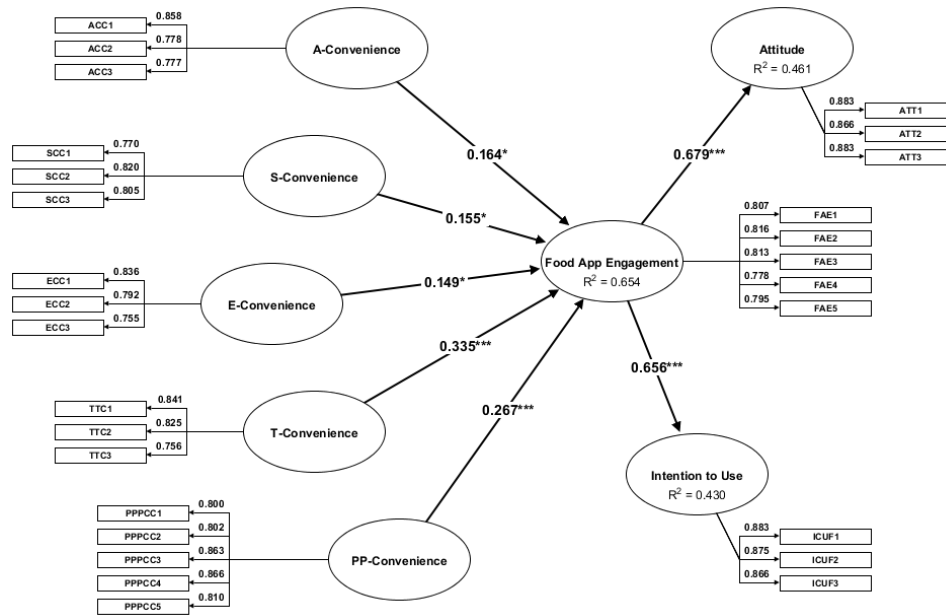 0.858
ACC1
0.778
ACC2
0.777
ACC3
A-Convenience
Attitude
R² = 0.461
0.883
ATT1
0.866
ATT2
0.883
ATT3
0.164*
0.679***
0.770
SCC1
0.820
SCC2
0.805
SCC3
S-Convenience
0.155*
Food App Engagement
R² = 0.654
0.807
FAE1
0.816
FAE2
0.813
FAE3
0.778
FAE4
0.795
FAE5
0.836
ECC1
0.792
ECC2
0.755
ECC3
E-Convenience
0.149*
0.335***
0.656***
0.841
TTC1
0.825
TTC2
0.756
TTC3
T-Convenience
0.267***
Intention to Use
R² = 0.430
0.800
PPPCC1
0.802
PPPCC2
0.863
PPPCC3
0.866
PPPCC4
0.810
PPPCC5
PP-Convenience
0.883
ICUF1
0.875
ICUF2
0.866
ICUF3